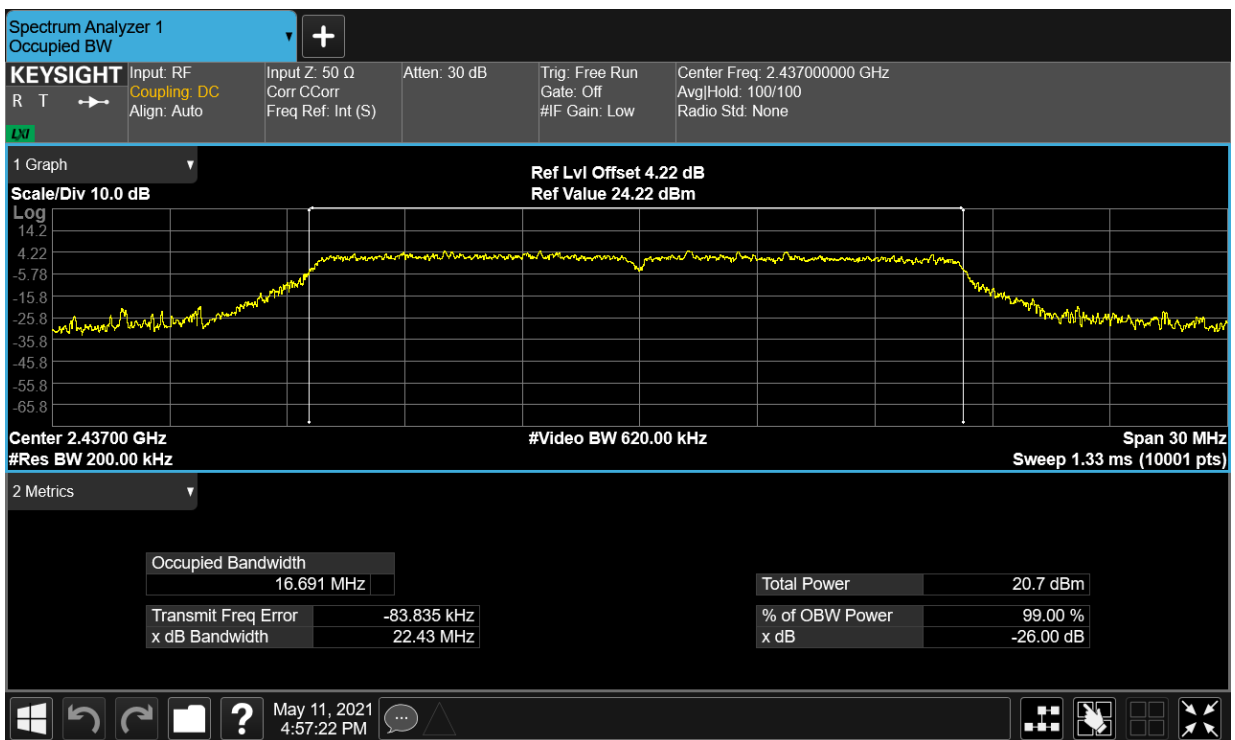 Spectrum Analyzer 1
Occupied BW
▼
+
KEYSIGHT
R T
LXI
Input: RF
Coupling: DC
Align: Auto
Input Z: 50 Ω
Corr CCorr
Freq Ref: Int (S)
Atten: 30 dB
Trig: Free Run
Gate: Off
#IF Gain: Low
Center Freq: 2.437000000 GHz
Avg|Hold: 100/100
Radio Std: None
1 Graph ▼
Scale/Div 10.0 dB
Ref Lvl Offset 4.22 dB
Ref Value 24.22 dBm
Log
14.2
4.22
-5.78
-15.8
-25.8
-35.8
-45.8
-55.8
-65.8
Center 2.43700 GHz
#Res BW 200.00 kHz
#Video BW 620.00 kHz
Span 30 MHz
Sweep 1.33 ms (10001 pts)
2 Metrics ▼
Occupied Bandwidth
16.691 MHz
Transmit Freq Error -83.835 kHz
x dB Bandwidth 22.43 MHz
Total Power 20.7 dBm
% of OBW Power 99.00 %
x dB -26.00 dB
?
May 11, 2021
4:57:22 PM